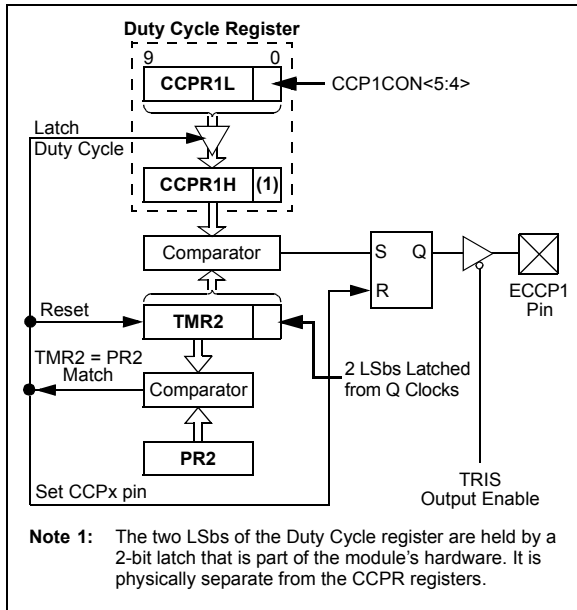 Duty Cycle Register
9 0
CCPR1L
CCP1CON<5:4>
Latch
Duty Cycle
CCPR1H (1)
Comparator
S Q
R
ECCP1
Pin
Reset
TMR2
TMR2 = PR2
Match
2 LSbs Latched
from Q Clocks
Comparator
PR2
Set CCPx pin
TRIS
Output Enable
Note 1: The two LSbs of the Duty Cycle register are held by a
2-bit latch that is part of the module's hardware. It is
physically separate from the CCPR registers.